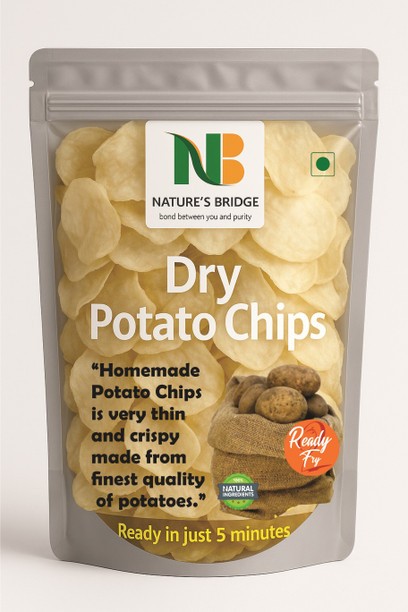 NB
NATURE'S BRIDGE
bond between you and purity
Dry
Potato Chips
“Homemade
Potato Chips
is very thin
and crispy
made from
finest quality
of potatoes.”
Ready
Fry
NATURAL
INGREDIENTS
Ready in just 5 minutes